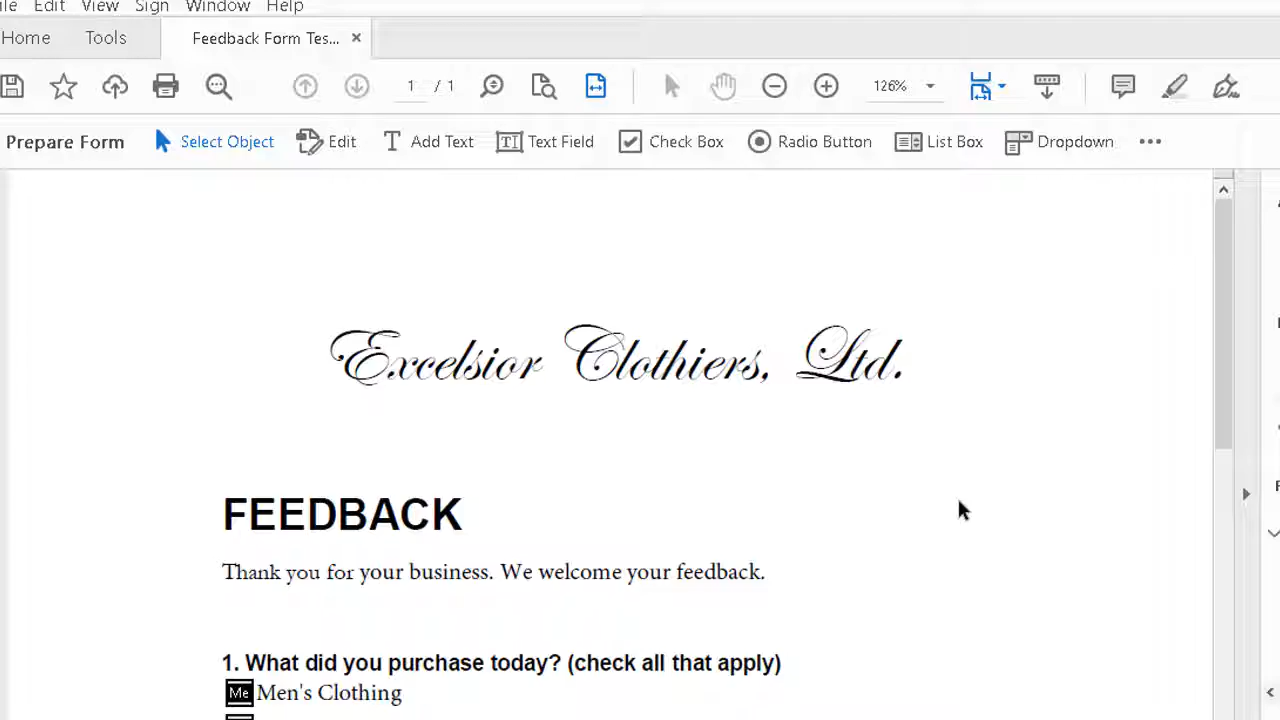 Edit View Sign Window Help
Home Tools Feedback Form Tes... ×
1 / 1 126%
Prepare Form Select Object Edit Add Text Text Field Check Box Radio Button List Box Dropdown
Excelsior Clothiers, Ltd.
FEEDBACK
Thank you for your business. We welcome your feedback.
1. What did you purchase today? (check all that apply)
Me Men's Clothing